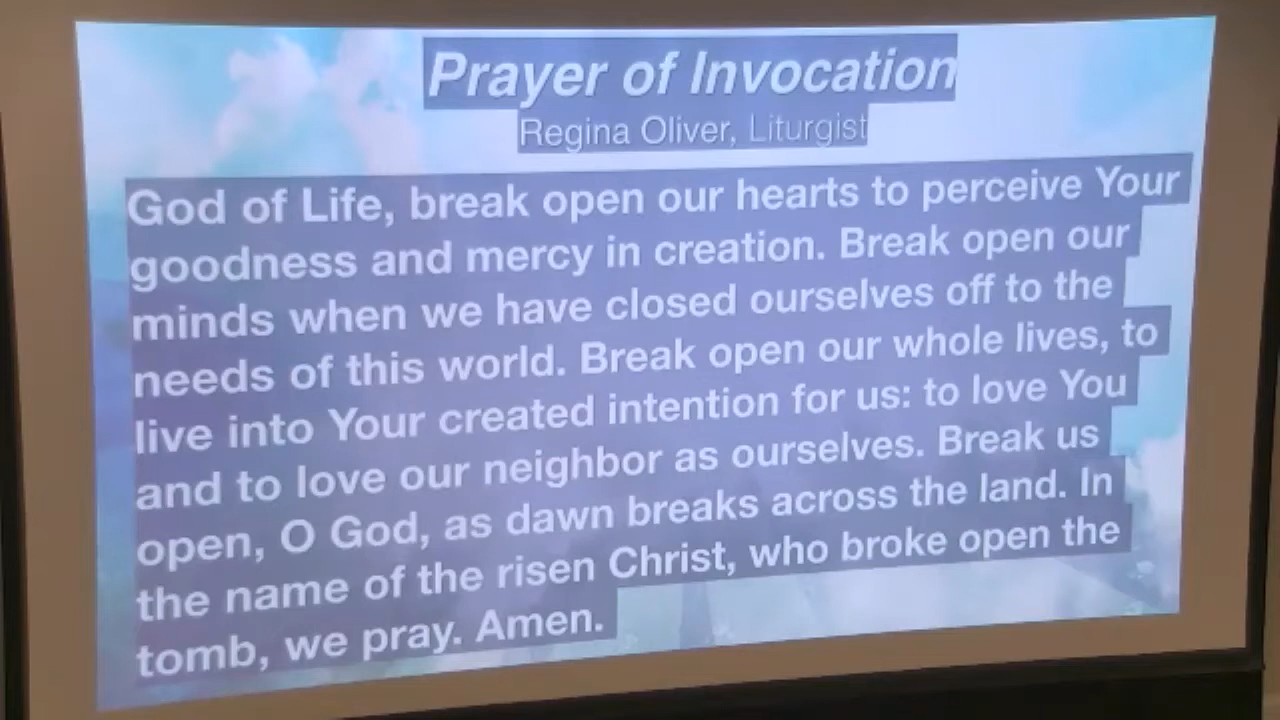 Prayer of Invocation
Regina Oliver, Liturgist
God of Life, break open our hearts to perceive Your
goodness and mercy in creation. Break open our
minds when we have closed ourselves off to the
needs of this world. Break open our whole lives, to
live into Your created intention for us: to love You
and to love our neighbor as ourselves. Break us
open, O God, as dawn breaks across the land. In
the name of the risen Christ, who broke open the
tomb, we pray. Amen.